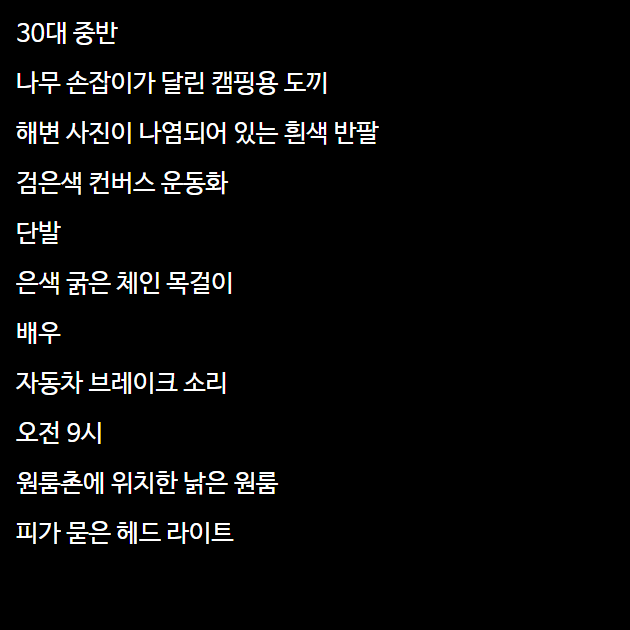 30대 중반
나무 손잡이가 달린 캠핑용 도끼
해변 사진이 나염되어 있는 흰색 반팔
검은색 컨버스 운동화
단발
은색 굵은 체인 목걸이
배우
자동차 브레이크 소리
오전 9시
원룸촌에 위치한 낡은 원룸
피가 묻은 헤드 라이트